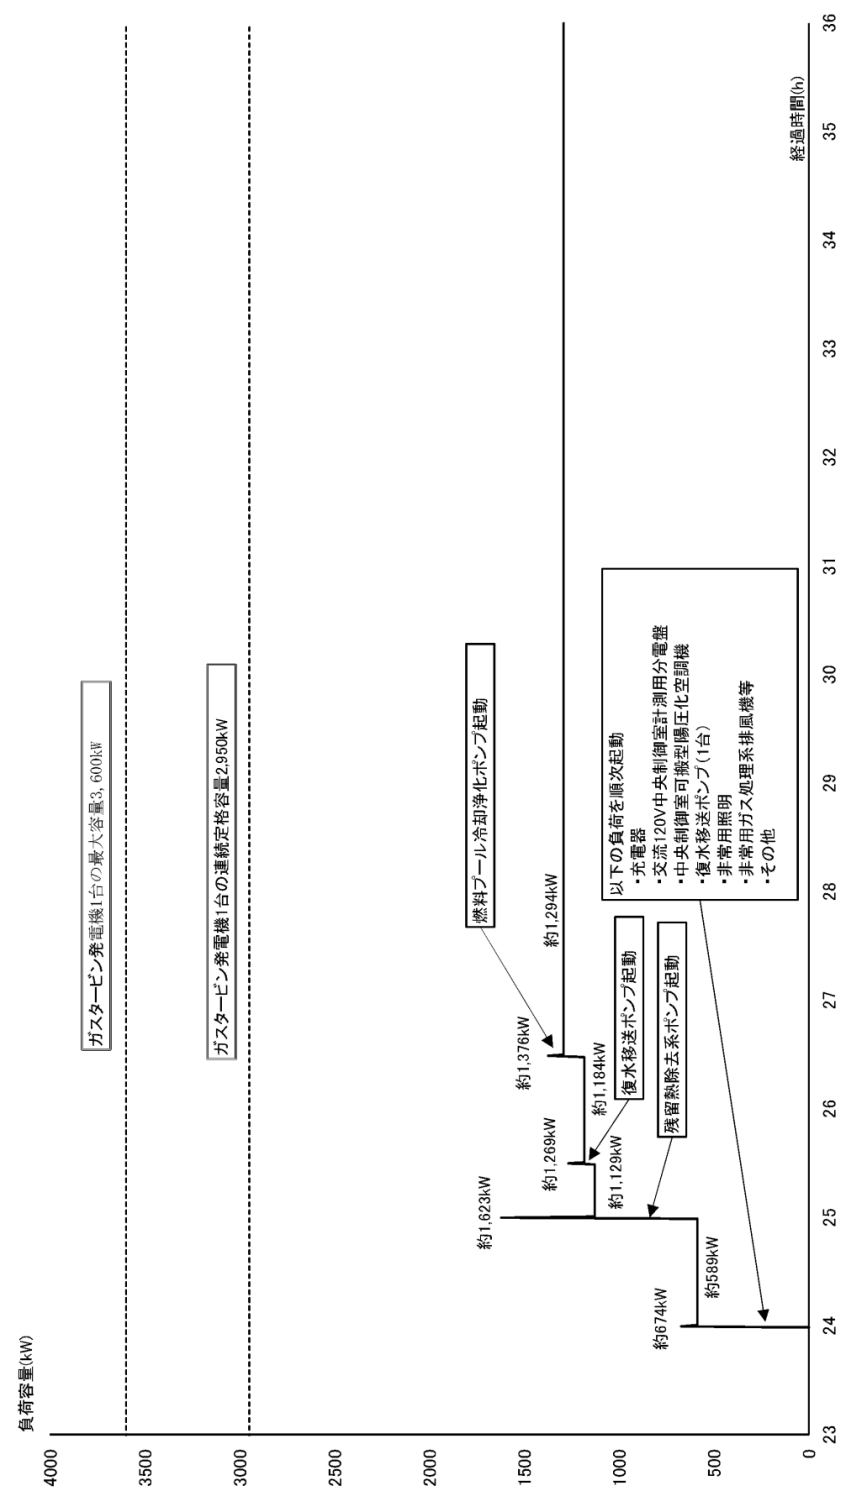 負荷容量(kW)
4000
3500
3000
2500
2000
1500
1000
500
0
ガスタービン発電機1台の最大容量3,600kW
ガスタービン発電機1台の連続定格容量2,950kW
燃料プール冷却浄化ポンプ起動
約1,623kW
約1,376kW
約1,269kW
約1,294kW
約1,184kW
約1,129kW
復水移送ポンプ起動
約674kW
約589kW
残留熱除去系ポンプ起動
以下の負荷を順次起動
・充電器
・交流120V中央制御室計測用分電盤
・中央制御室可搬型陽圧化空調機
・復水移送ポンプ(1台)
・非常用照明
・非常用ガス処理系排風機等
・その他
23
24
25
26
27
28
29
30
31
32
33
34
35
36
経過時間(h)